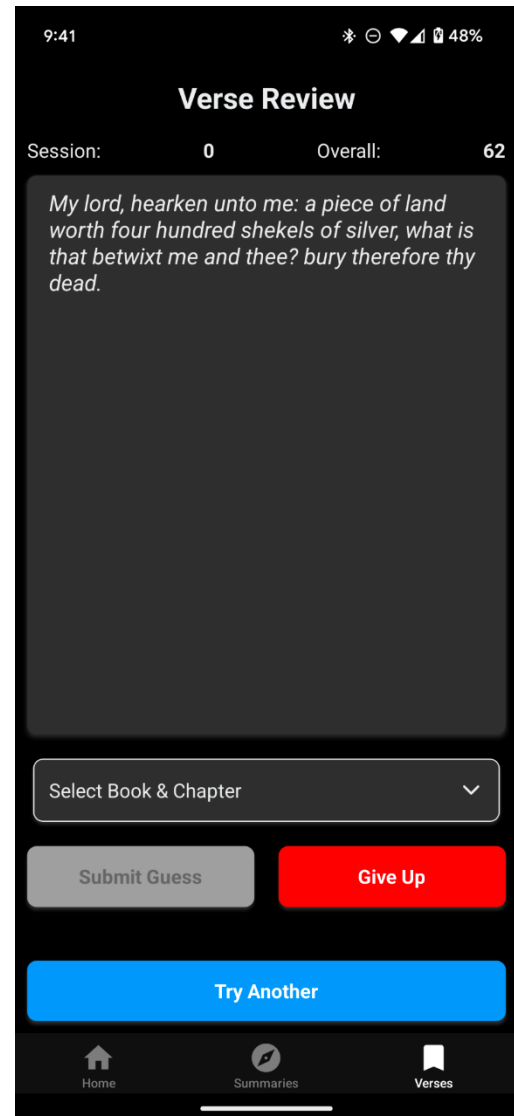 9:41
48%
Verse Review
Session: 0 Overall: 62
My lord, hearken unto me: a piece of land
worth four hundred shekels of silver, what is
that betwixt me and thee? bury therefore thy
dead.
Select Book & Chapter
Submit Guess Give Up
Try Another
Home Summaries Verses